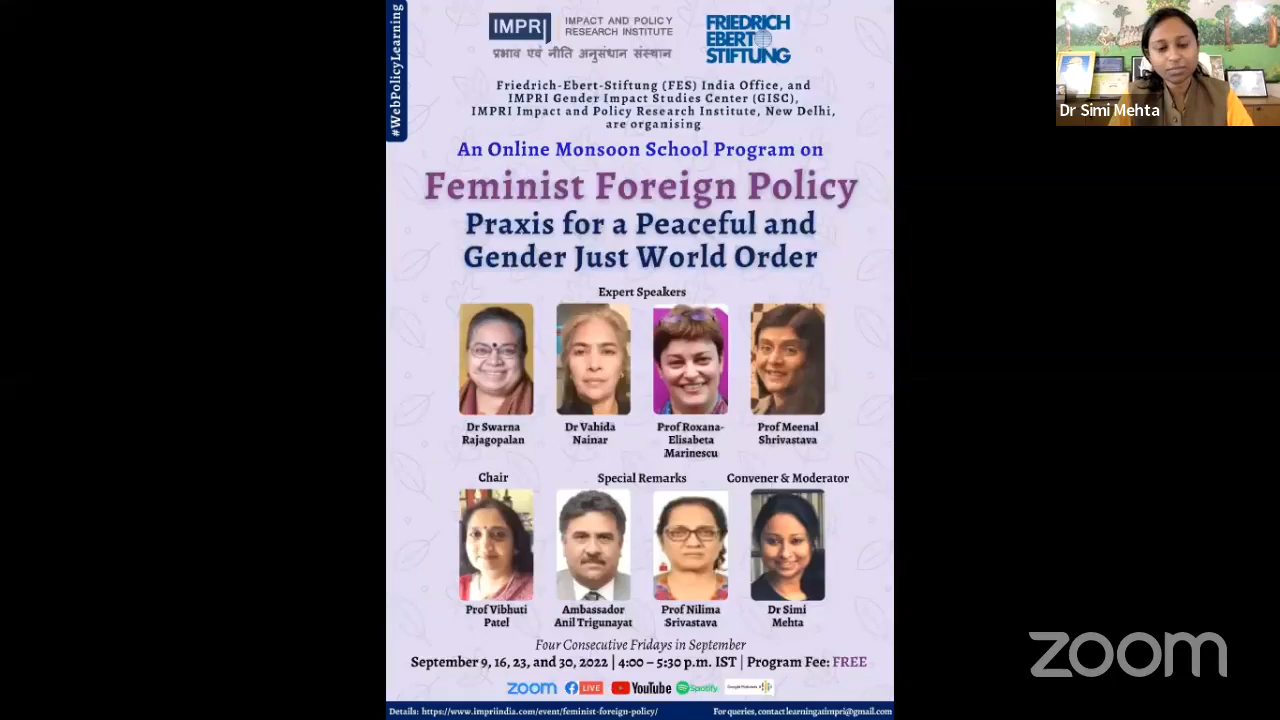 #WebPolicyLearning
IMPRI
IMPACT AND POLICY
RESEARCH INSTITUTE
प्रभाव एवं नीति अनुसंधान संस्थान
FRIEDRICH
EBERT
STIFTUNG
Friedrich-Ebert-Stiftung (FES) India Office, and
IMPRI Gender Impact Studies Center (GISC),
IMPRI Impact and Policy Research Institute, New Delhi,
are organising
An Online Monsoon School Program on
Feminist Foreign Policy
Praxis for a Peaceful and
Gender Just World Order
Expert Speakers
Dr Swarna
Rajagopalan
Dr Vahida
Nainar
Prof Roxana-
Elisabeta
Marinescu
Prof Meenal
Shrivastava
Chair
Special Remarks
Convener & Moderator
Prof Vibhuti
Patel
Ambassador
Anil Trigunayat
Prof Nilima
Srivastava
Dr Simi
Mehta
Four Consecutive Fridays in September
September 9, 16, 23, and 30, 2022 | 4:00 – 5:30 p.m. IST | Program Fee: FREE
zoom
LIVE
YouTube
Spotify
Google Podcasts
Details: https://www.impriindia.com/event/feminist-foreign-policy/
For queries, contact learningatimpri@gmail.com
Dr Simi Mehta
zoom